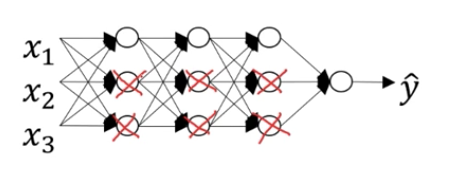 x₁
x₂
x₃
ŷ